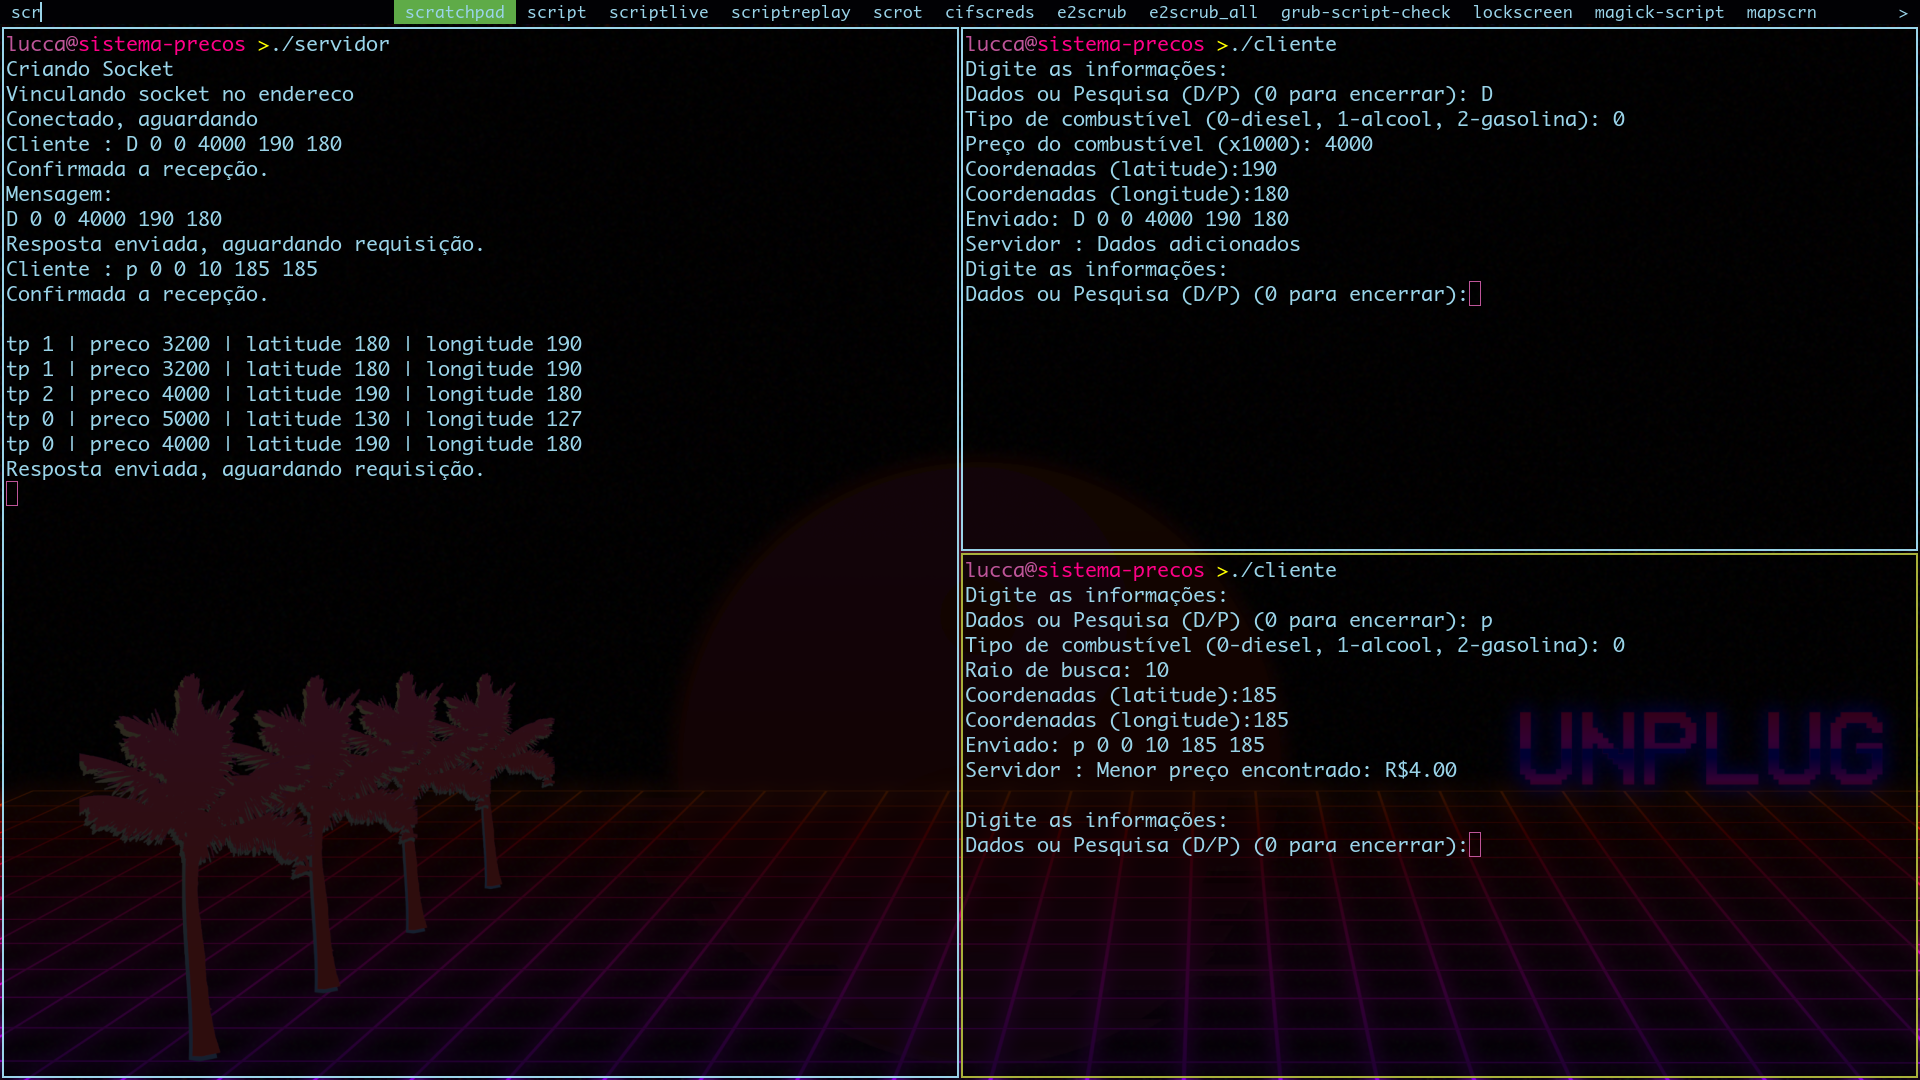 scr scratchpad script scriptlive scriptreplay scrot cifscreds e2scrub e2scrub_all grub-script-check lockscreen magick-script mapscrn >
lucca@sistema-precos >./servidor
Criando Socket
Vinculando socket no endereco
Conectado, aguardando
Cliente : D 0 0 4000 190 180
Confirmada a recepção.
Mensagem:
D 0 0 4000 190 180
Resposta enviada, aguardando requisição.
Cliente : p 0 0 10 185 185
Confirmada a recepção.
tp 1 | preco 3200 | latitude 180 | longitude 190
tp 1 | preco 3200 | latitude 180 | longitude 190
tp 2 | preco 4000 | latitude 190 | longitude 180
tp 0 | preco 5000 | latitude 130 | longitude 127
tp 0 | preco 4000 | latitude 190 | longitude 180
Resposta enviada, aguardando requisição.
lucca@sistema-precos >./cliente
Digite as informações:
Dados ou Pesquisa (D/P) (0 para encerrar): D
Tipo de combustível (0-diesel, 1-alcool, 2-gasolina): 0
Preço do combustível (x1000): 4000
Coordenadas (latitude):190
Coordenadas (longitude):180
Enviado: D 0 0 4000 190 180
Servidor : Dados adicionados
Digite as informações:
Dados ou Pesquisa (D/P) (0 para encerrar):
lucca@sistema-precos >./cliente
Digite as informações:
Dados ou Pesquisa (D/P) (0 para encerrar): p
Tipo de combustível (0-diesel, 1-alcool, 2-gasolina): 0
Raio de busca: 10
Coordenadas (latitude):185
Coordenadas (longitude):185
Enviado: p 0 0 10 185 185
Servidor : Menor preço encontrado: R$4.00
Digite as informações:
Dados ou Pesquisa (D/P) (0 para encerrar):
UNPLUG